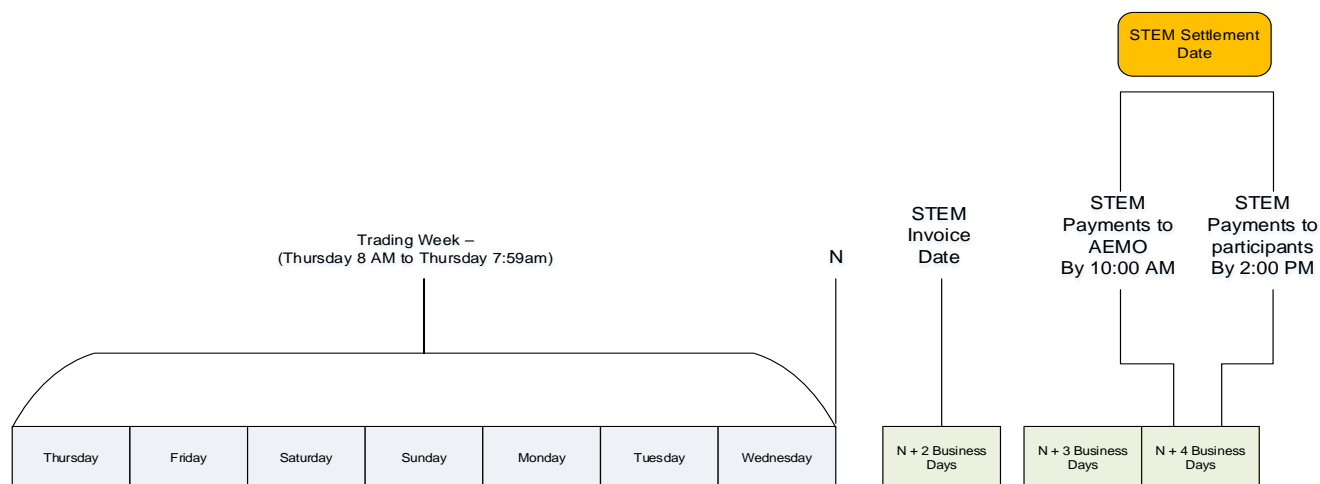 STEM Settlement
Date
Trading Week –
(Thursday 8 AM to Thursday 7:59am)
N
STEM
Invoice
Date
STEM
Payments to
AEMO
By 10:00 AM
STEM
Payments to
participants
By 2:00 PM
Thursday
Friday
Saturday
Sunday
Monday
Tuesday
Wednesday
N + 2 Business
Days
N + 3 Business
Days
N + 4 Business
Days